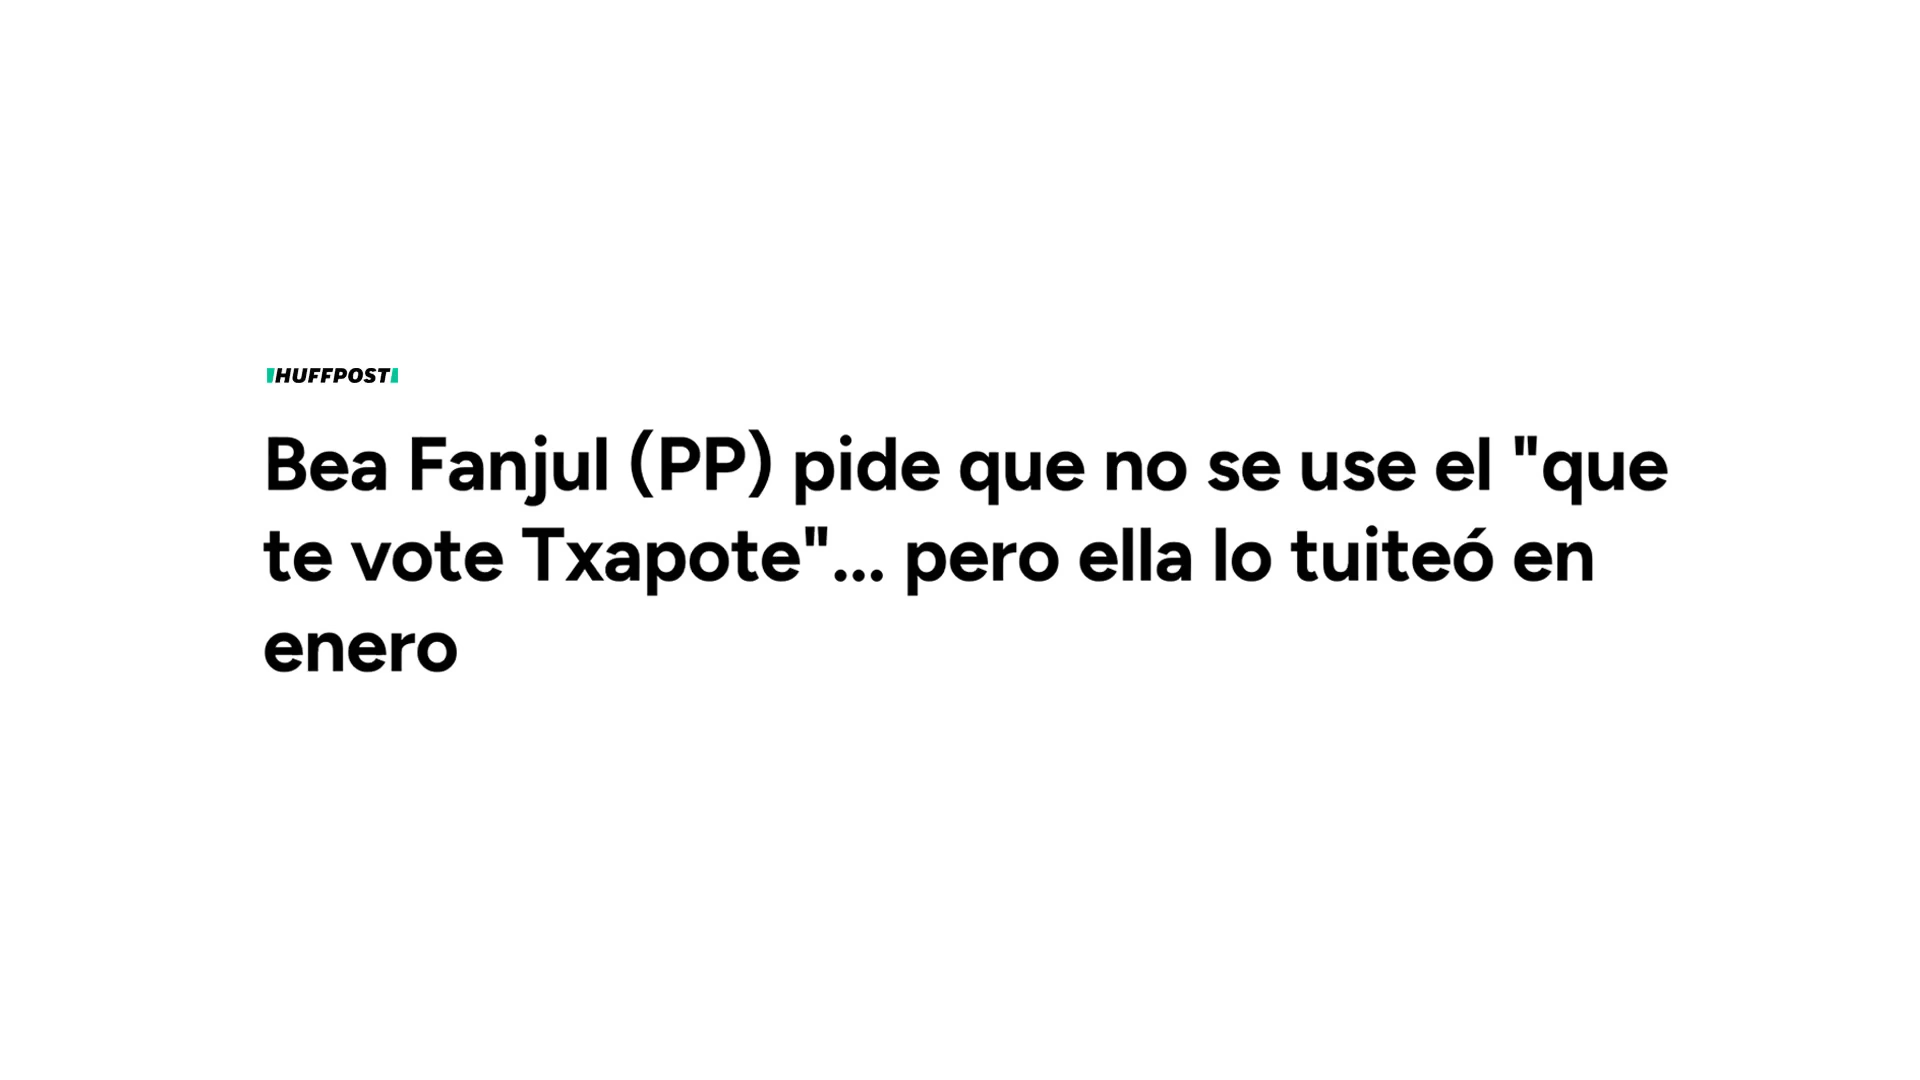 HUFFPOST
Bea Fanjul (PP) pide que no se use el "que
te vote Txapote"... pero ella lo tuiteó en
enero